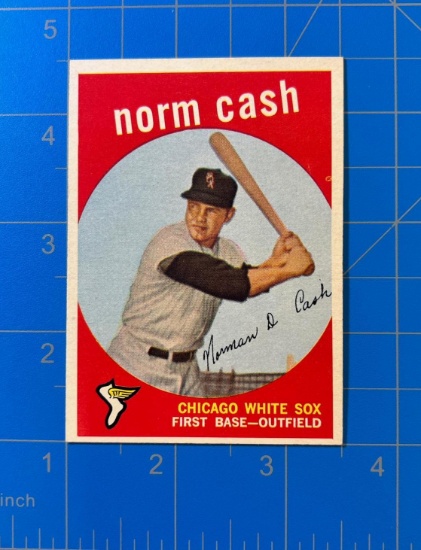 5
4
norm cash
3
Norman D Cash
2
CHICAGO WHITE SOX
FIRST BASE—OUTFIELD
1 2 3 4
inch